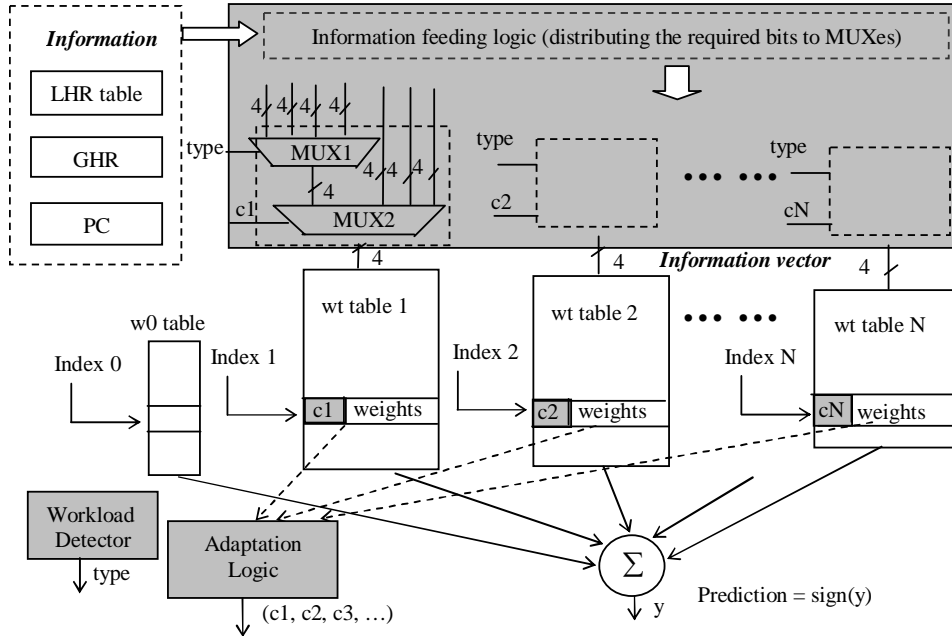 Information
LHR table
GHR
PC
Information feeding logic (distributing the required bits to MUXes)
4 4 4 4
type
MUX1
4 4 4
4
c1
MUX2
type
c2
type
cN
4
4
Information vector
4
w0 table
wt table 1
wt table 2
wt table N
Index 0
Index 1
Index 2
Index N
c1 weights
c2 weights
cN weights
Workload
Detector
type
Adaptation
Logic
(c1, c2, c3, …)
Σ
y
Prediction = sign(y)